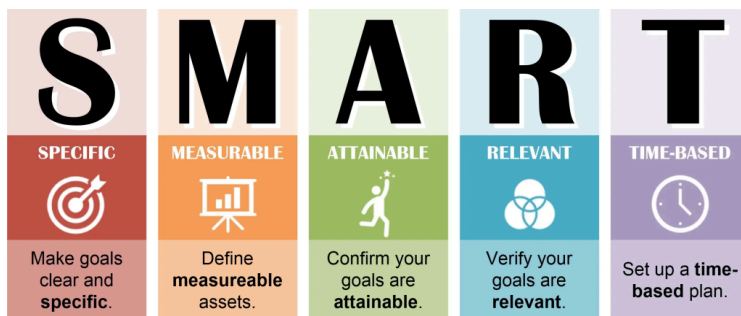 S
SPECIFIC
Make goals
clear and
specific.
M
MEASURABLE
Define
measureable
assets.
A
ATTAINABLE
Confirm your
goals are
attainable.
R
RELEVANT
Verify your
goals are
relevant.
T
TIME-BASED
Set up a time-
based plan.